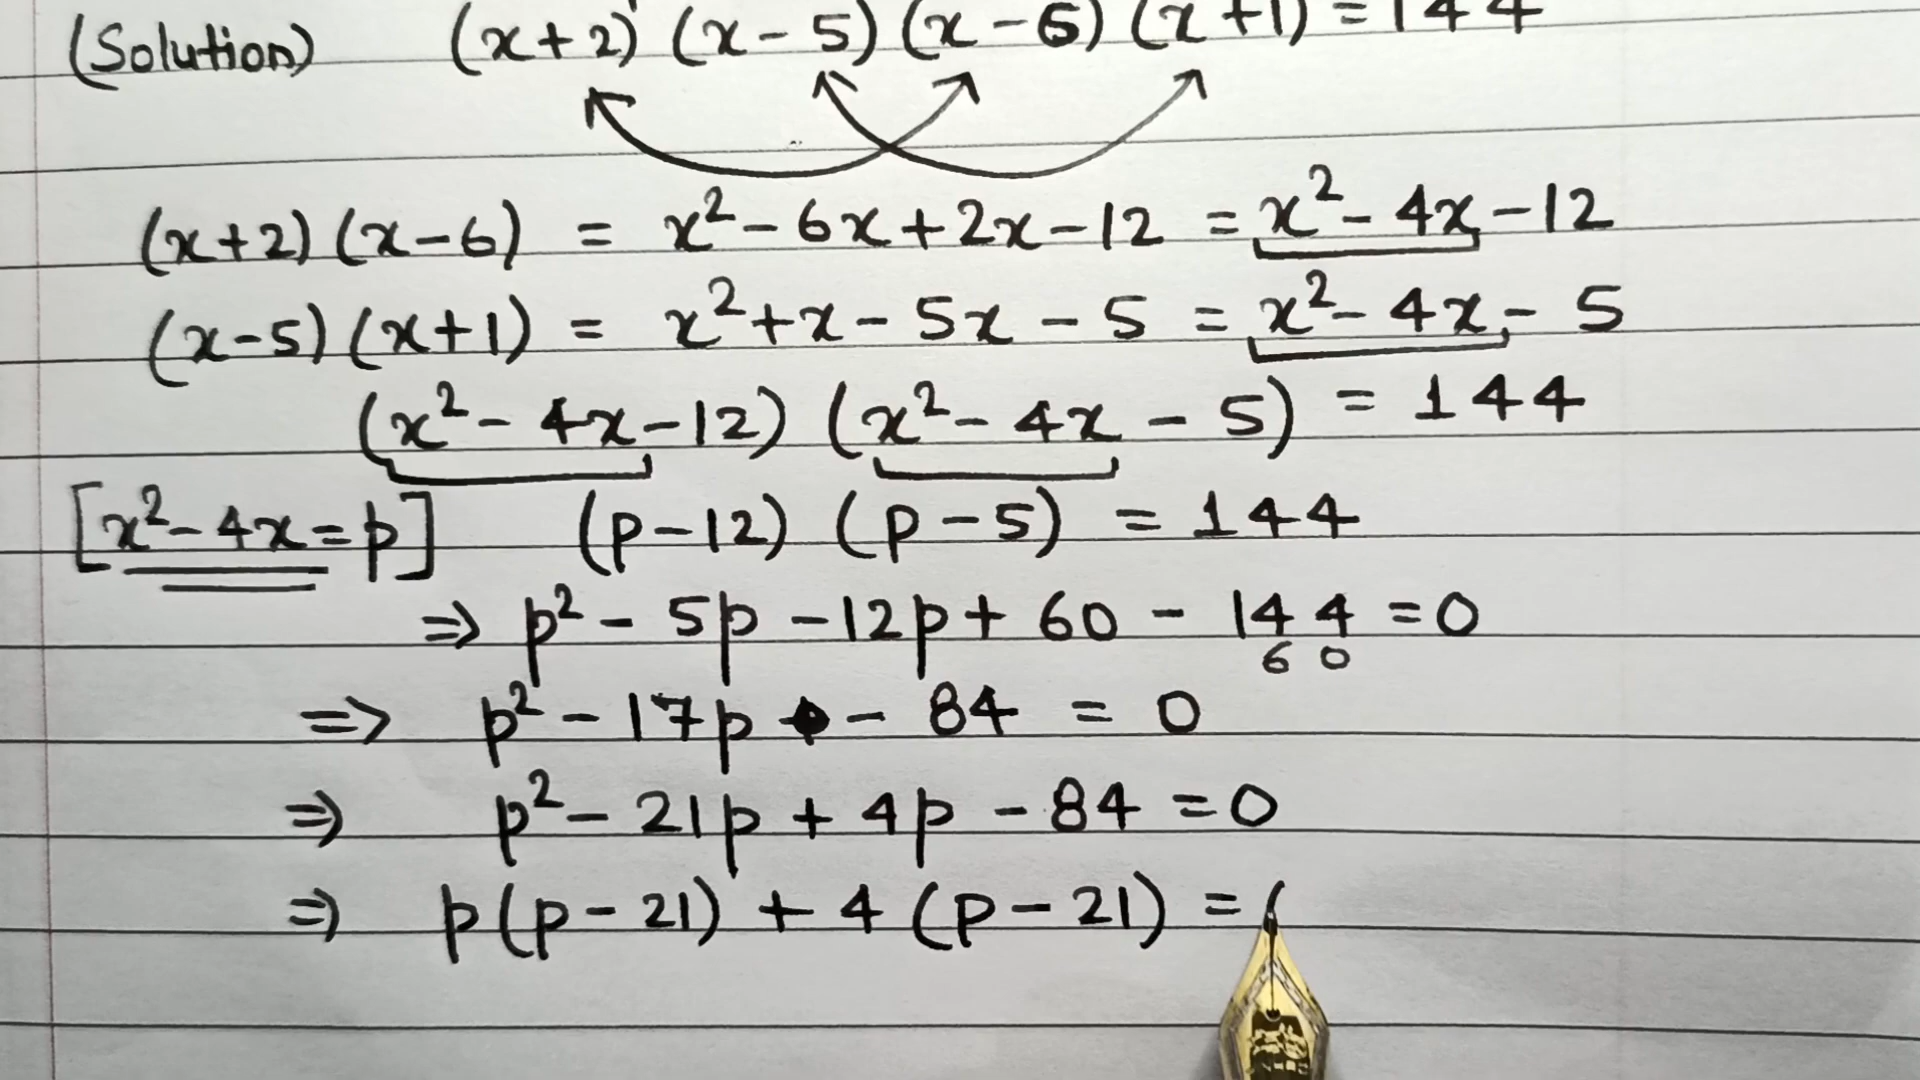 (Solution) (x+2) (x-5) (x-6) (x+1) = 144
(x+2) (x-6) = x² - 6x + 2x - 12 = x² - 4x - 12
(x-5) (x+1) = x² + x - 5x - 5 = x² - 4x - 5
(x² - 4x - 12) (x² - 4x - 5) = 144
[x² - 4x = p] (p - 12) (p - 5) = 144
⇒ p² - 5p - 12p + 60 - 144 = 0
60
⇒ p² - 17p - 84 = 0
⇒ p² - 21p + 4p - 84 = 0
⇒ p(p - 21) + 4 (p - 21) =